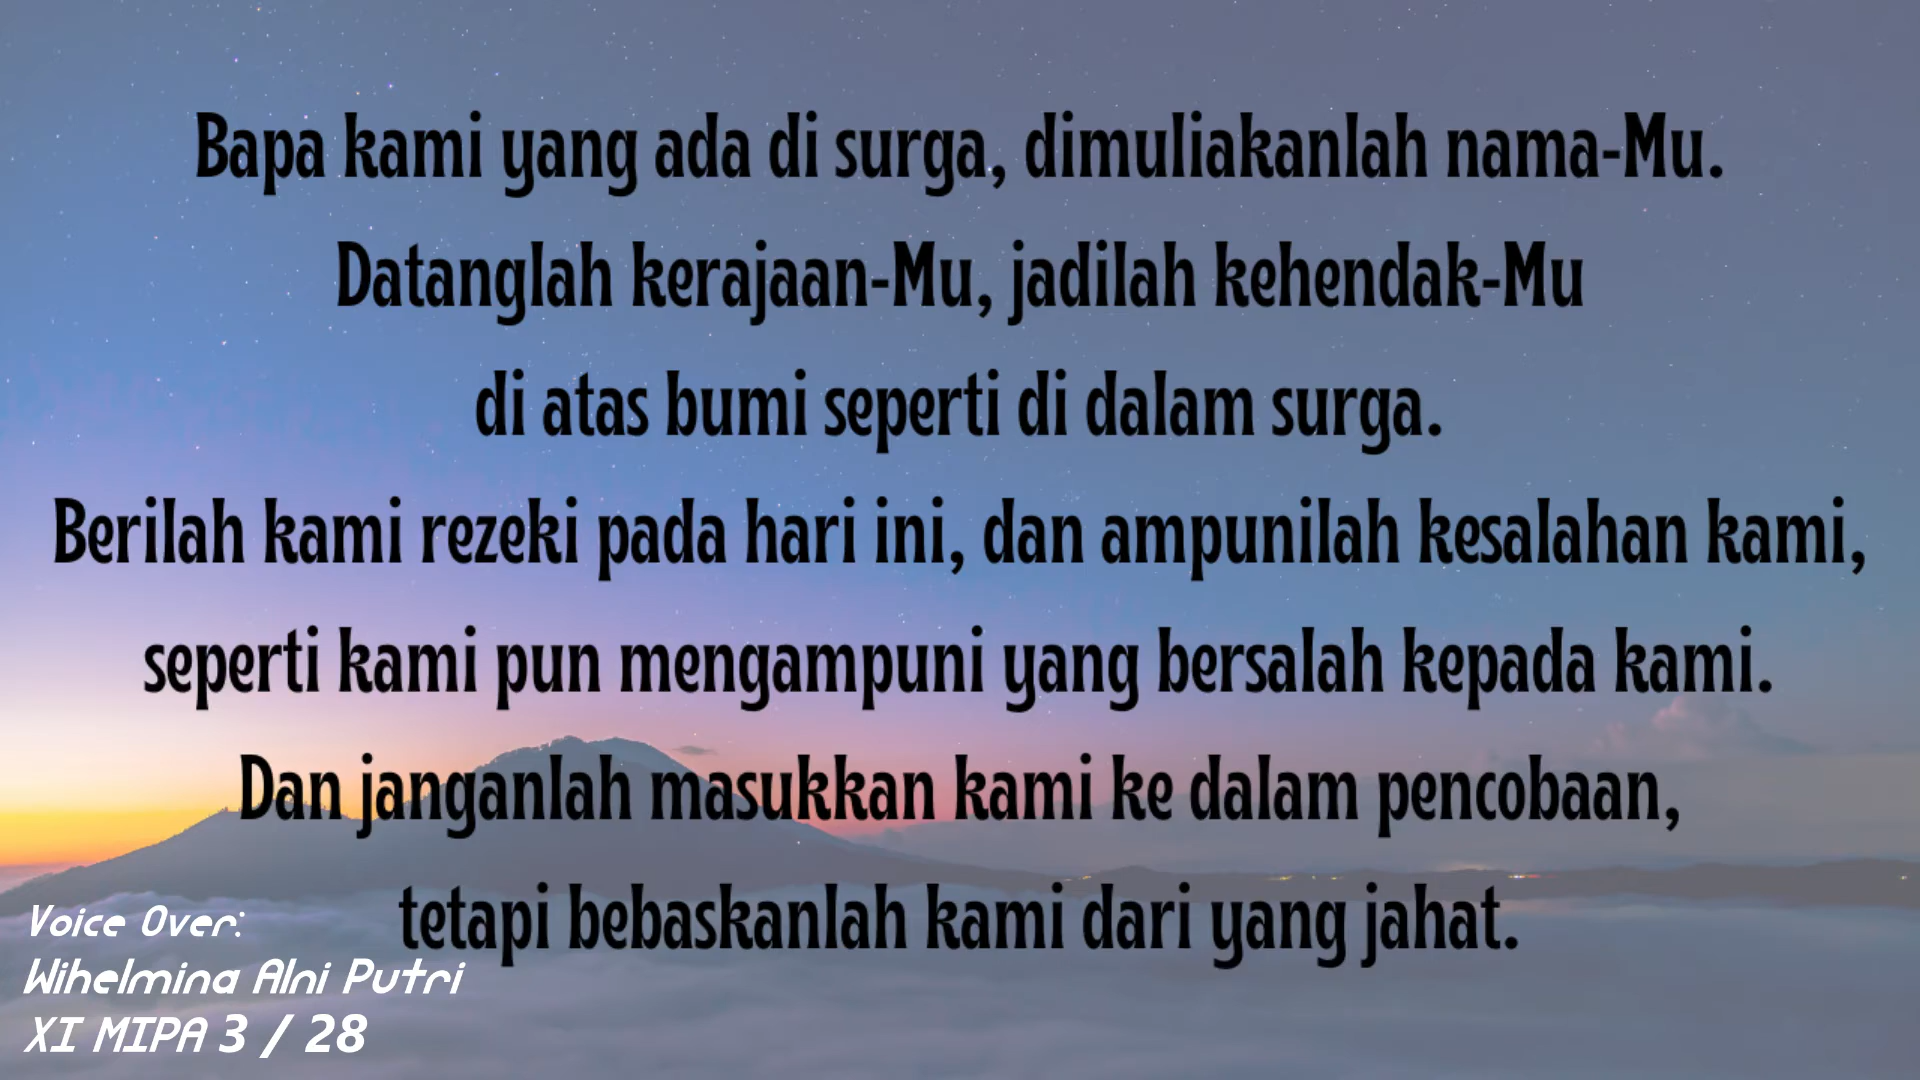 Bapa kami yang ada di surga, dimuliakanlah nama-Mu.
Datanglah kerajaan-Mu, jadilah kehendak-Mu
di atas bumi seperti di dalam surga.
Berilah kami rezeki pada hari ini, dan ampunilah kesalahan kami,
seperti kami pun mengampuni yang bersalah kepada kami.
Dan janganlah masukkan kami ke dalam pencobaan,
tetapi bebaskanlah kami dari yang jahat.
Voice Over:
Wihelmina Alni Putri
XI MIPA 3 / 28